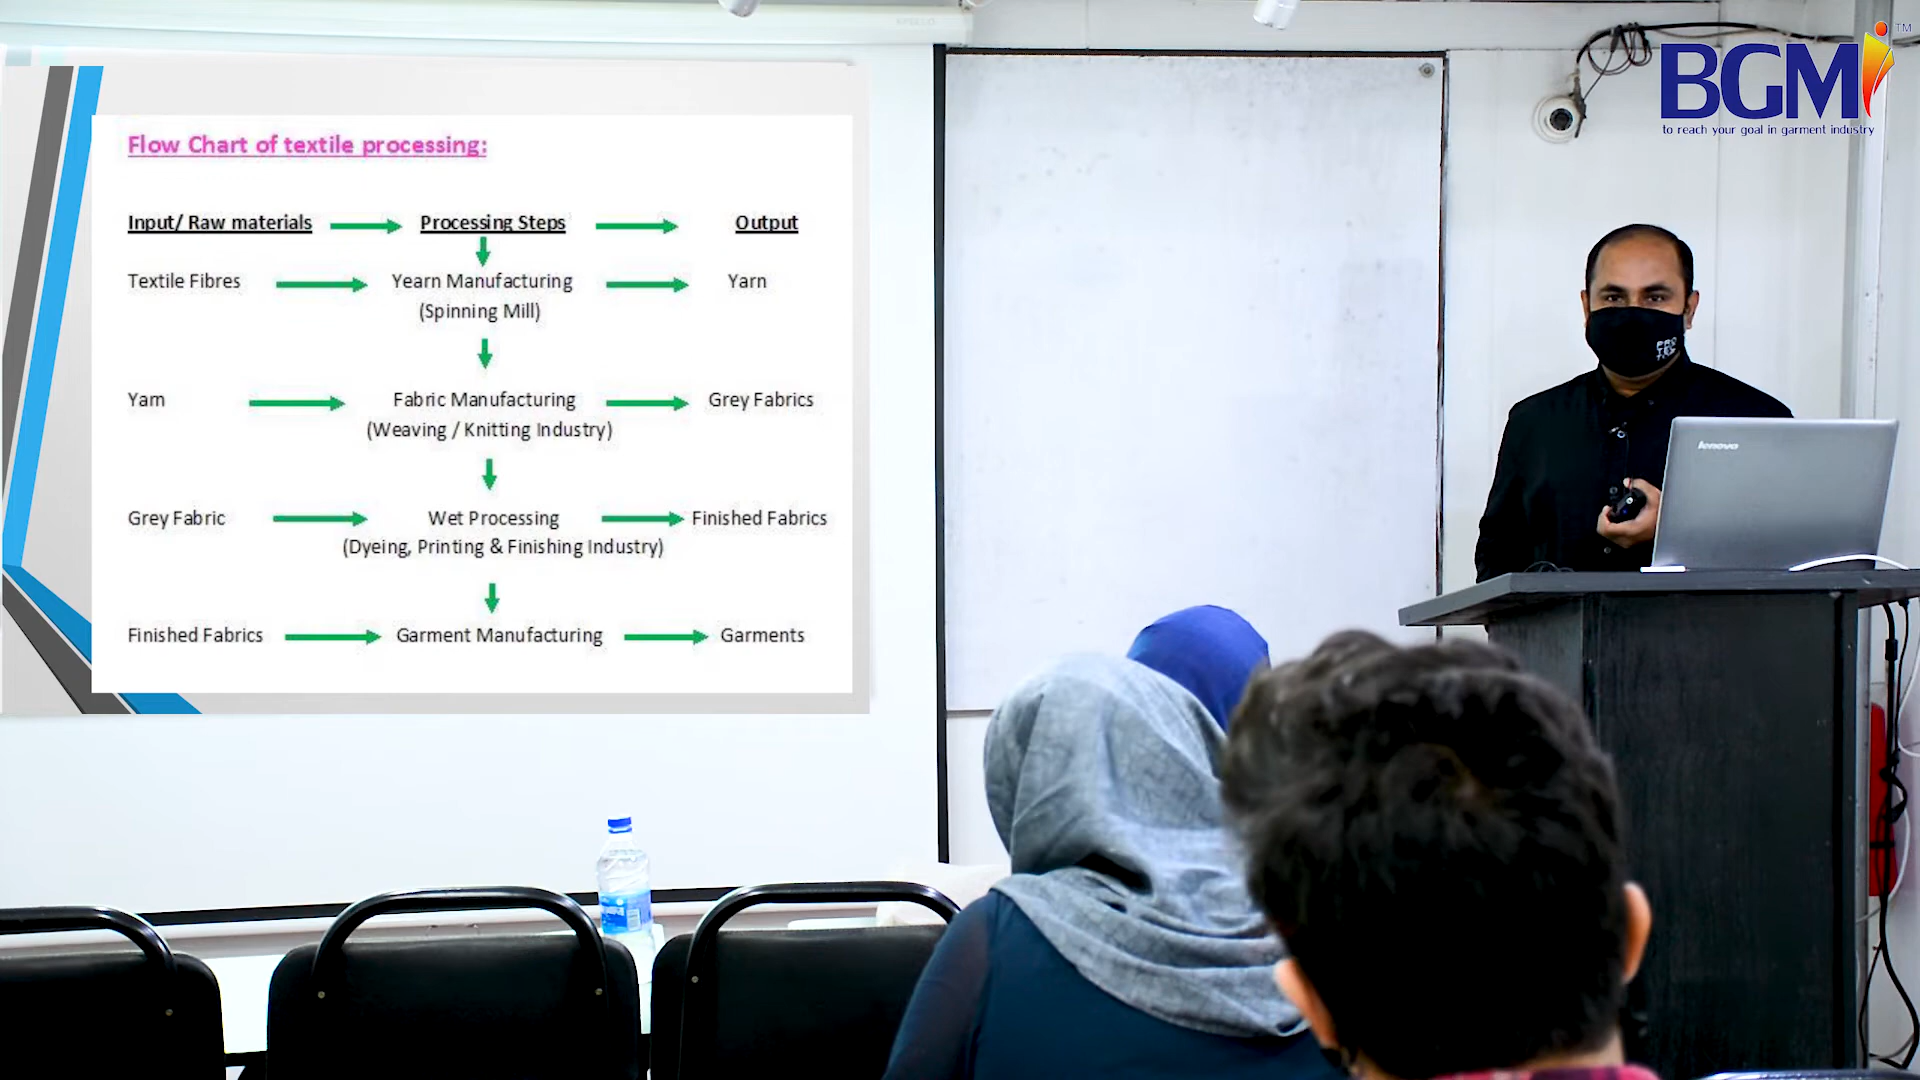 Flow Chart of textile processing:
Input/ Raw materials Processing Steps Output
Textile Fibres Yearn Manufacturing Yarn
(Spinning Mill)
Yarn Fabric Manufacturing Grey Fabrics
(Weaving / Knitting Industry)
Grey Fabric Wet Processing Finished Fabrics
(Dyeing, Printing & Finishing Industry)
Finished Fabrics Garment Manufacturing Garments
BGMi TM
to reach your goal in garment industry
lenovo